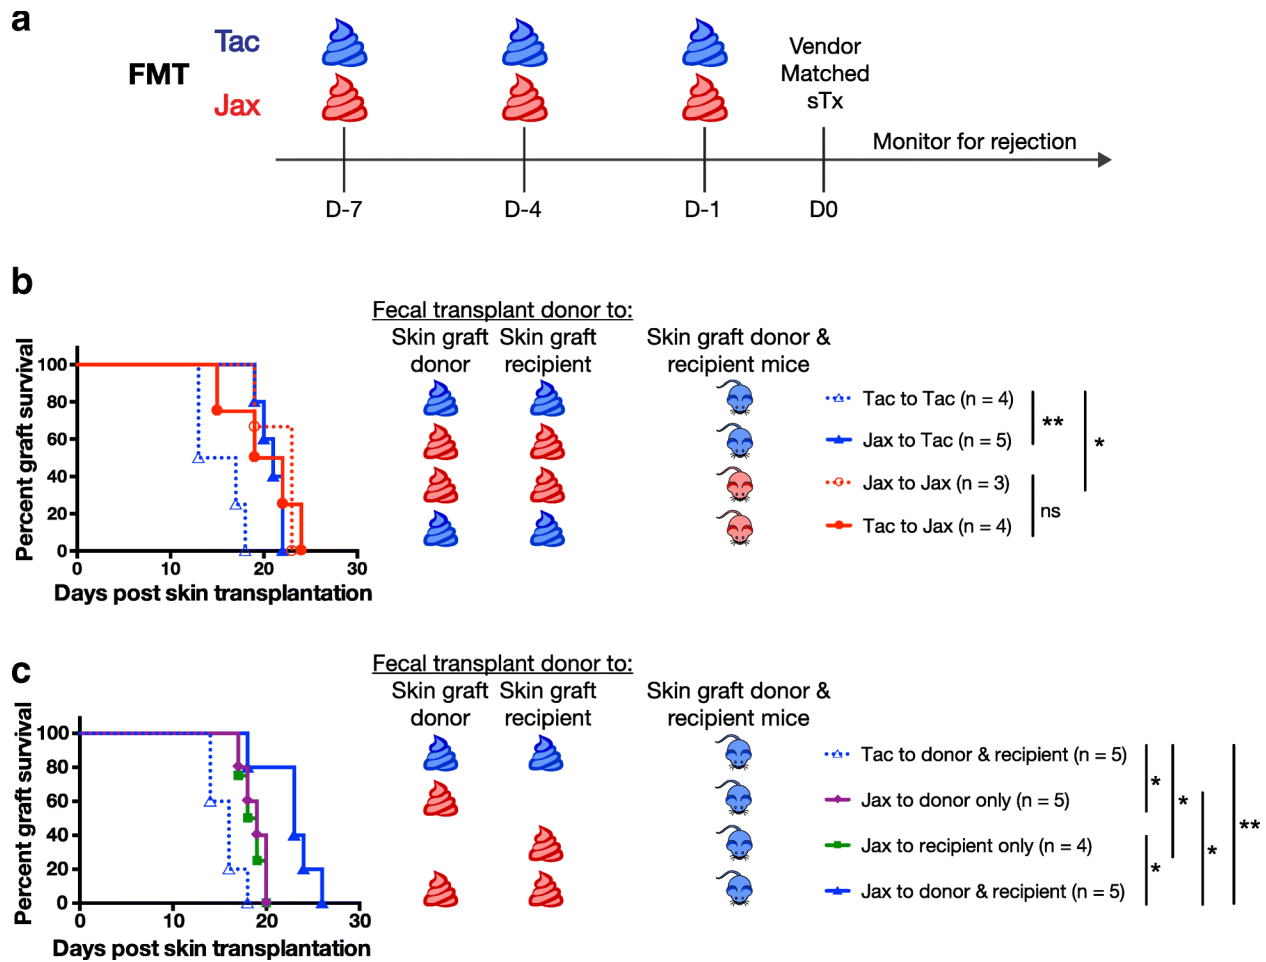 a
Tac
FMT
Jax
Vendor
Matched
sTx
Monitor for rejection
D-7
D-4
D-1
D0
b
Fecal transplant donor to:
Skin graft donor
Skin graft recipient
Skin graft donor &
recipient mice
Percent graft survival
100
80
60
40
20
0
0
10
20
30
Days post skin transplantation
Tac to Tac (n = 4)
Jax to Tac (n = 5)
Jax to Jax (n = 3)
Tac to Jax (n = 4)
**
*
ns
c
Fecal transplant donor to:
Skin graft donor
Skin graft recipient
Skin graft donor &
recipient mice
Percent graft survival
100
80
60
40
20
0
0
10
20
30
Days post skin transplantation
Tac to donor & recipient (n = 5)
Jax to donor only (n = 5)
Jax to recipient only (n = 4)
Jax to donor & recipient (n = 5)
*
*
*
*
**